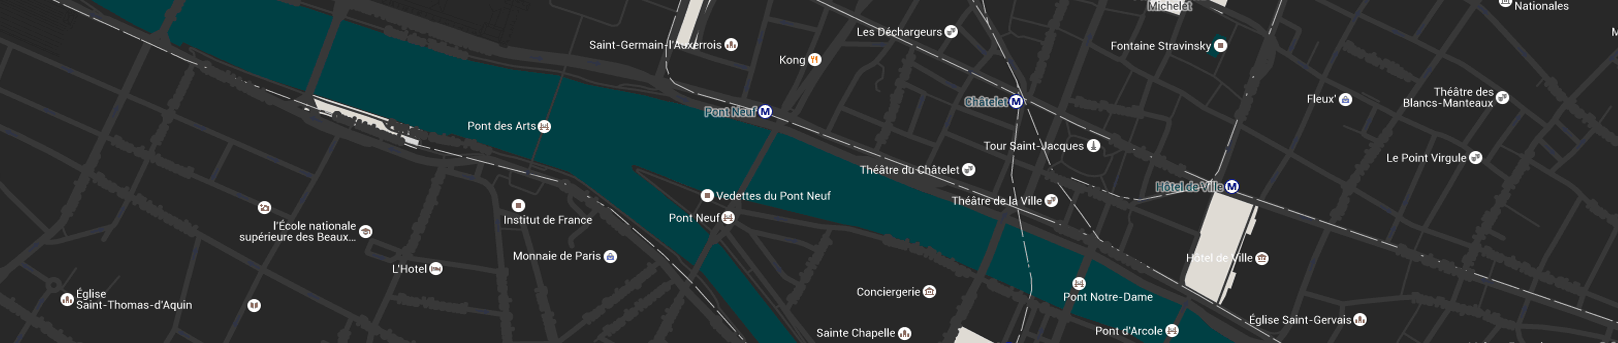 Michelet
Nationales
Les Déchargeurs
Saint-Germain-l'Auxerrois
Fontaine Stravinsky
Kong
Théâtre des
Blancs-Manteaux
Fleux'
Châtelet
Pont Neuf
Pont des Arts
Tour Saint-Jacques
Le Point Virgule
Théâtre du Châtelet
Hôtel de Ville
Vedettes du Pont Neuf
Théâtre de la Ville
Institut de France
Pont Neuf
l'École nationale
supérieure des Beaux...
Monnaie de Paris
Hôtel de Ville
L'Hotel
Conciergerie
Église
Saint-Thomas-d'Aquin
Pont Notre-Dame
Église Saint-Gervais
Pont d'Arcole
Sainte Chapelle